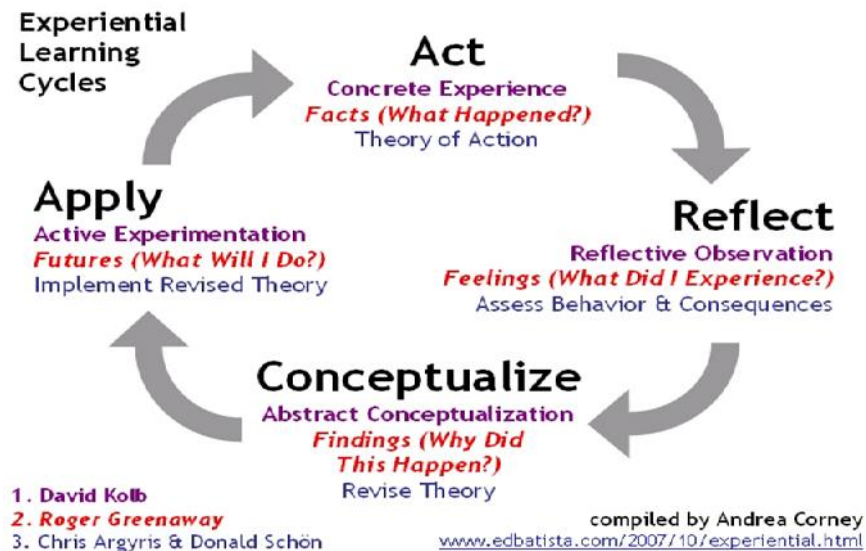 Experiential
Learning
Cycles
Act
Concrete Experience
Facts (What Happened?)
Theory of Action
Reflect
Reflective Observation
Feelings (What Did I Experience?)
Assess Behavior & Consequences
Conceptualize
Abstract Conceptualization
Findings (Why Did
This Happen?)
Revise Theory
Apply
Active Experimentation
Futures (What Will I Do?)
Implement Revised Theory
1. David Kolb
2. Roger Greenaway
3. Chris Argyris & Donald Schön
compiled by Andrea Corney
www.edbatista.com/2007/10/experiential.html